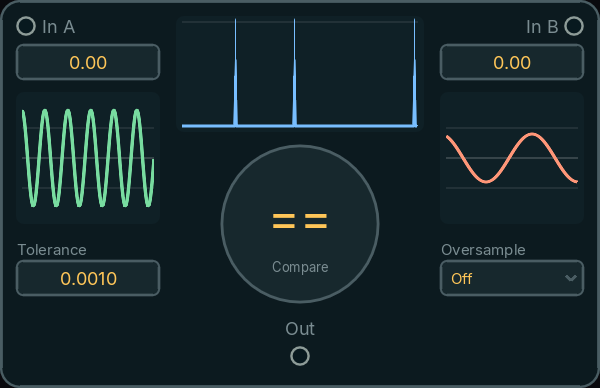 In A
In B
0.00
0.00
==
Compare
Tolerance
Oversample
0.0010
Off
Out